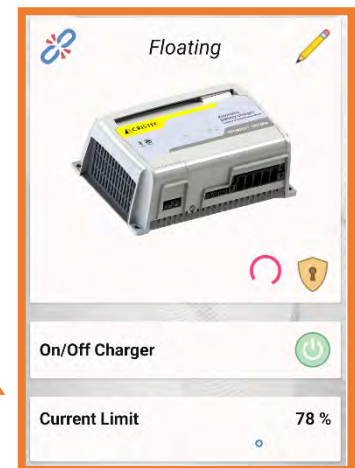 Floating
CRISTEC
On/Off Charger
Current Limit
78 %